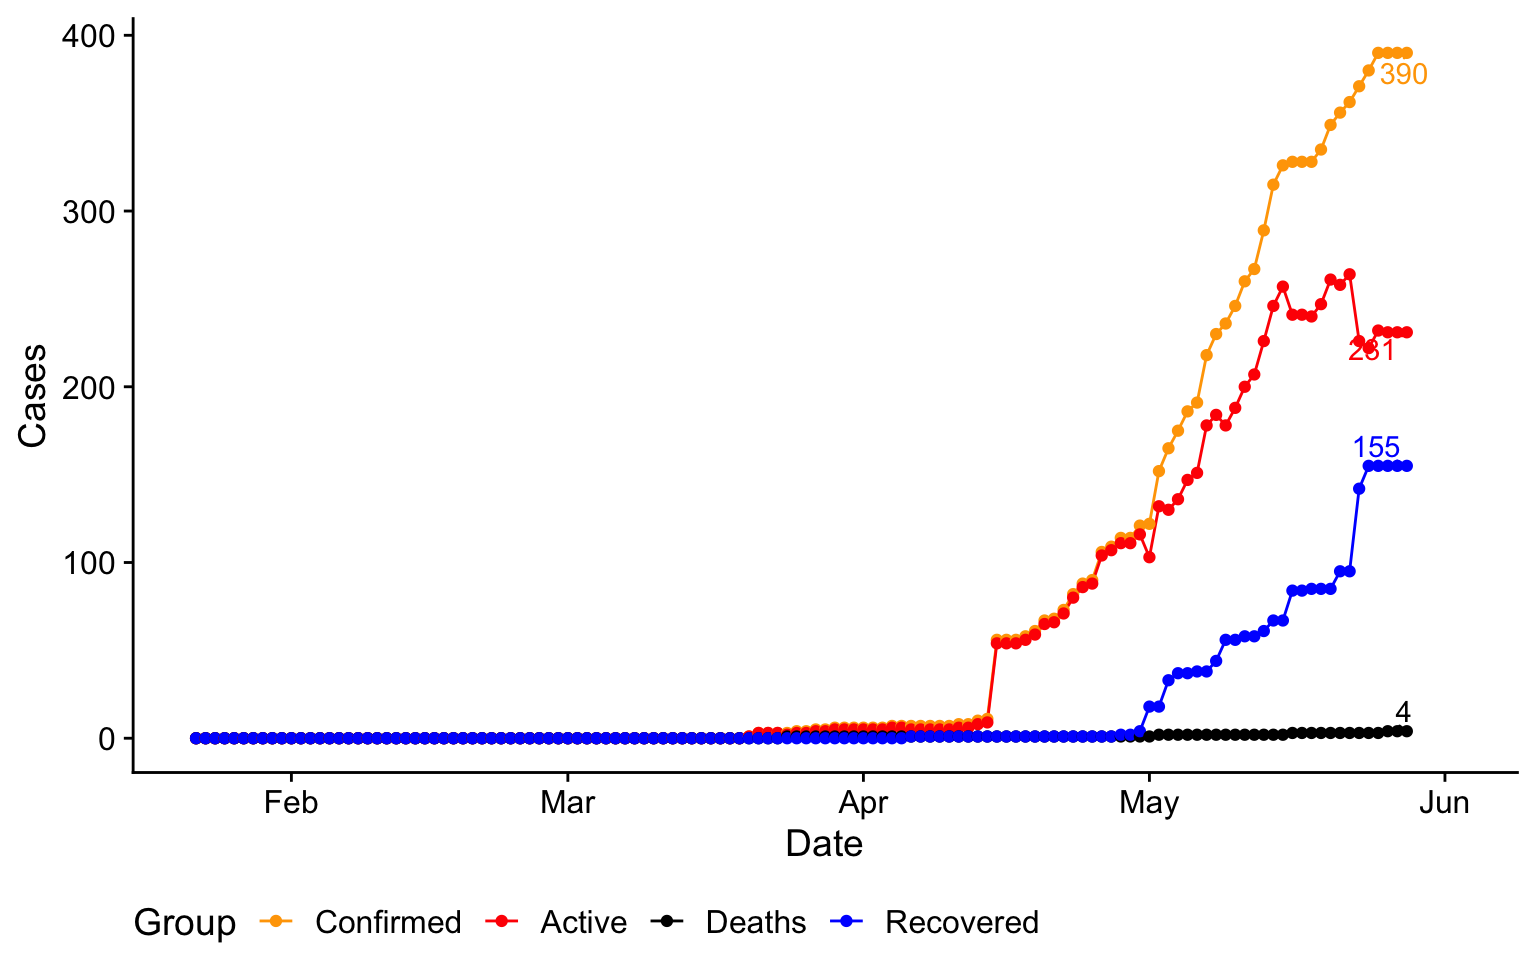 400
390
300
Cases
231
200
155
100
4
0
Feb Mar Apr May Jun
Date
Group Confirmed Active Deaths Recovered